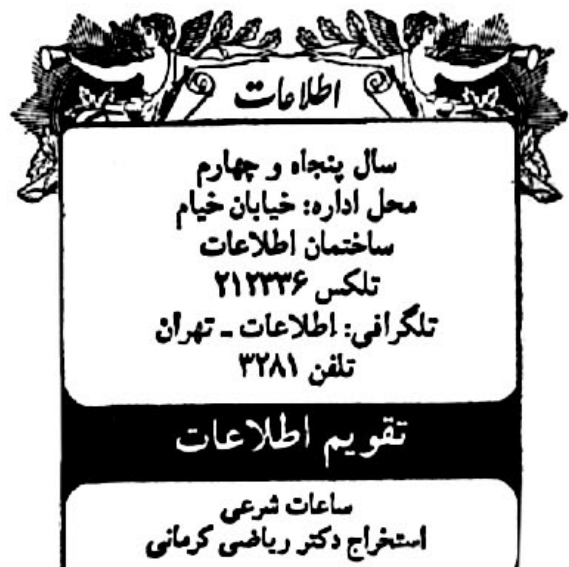 اطلاعات
سال پنجاه و چهارم
محل اداره: خیابان خیام
ساختمان اطلاعات
تلکس ۲۱۲۳۳۶
تلگرافی: اطلاعات ـ تهران
تلفن ۳۲۸۱
تقویم اطلاعات
ساعات شرعی
استخراج دکتر ریاضی کرمانی